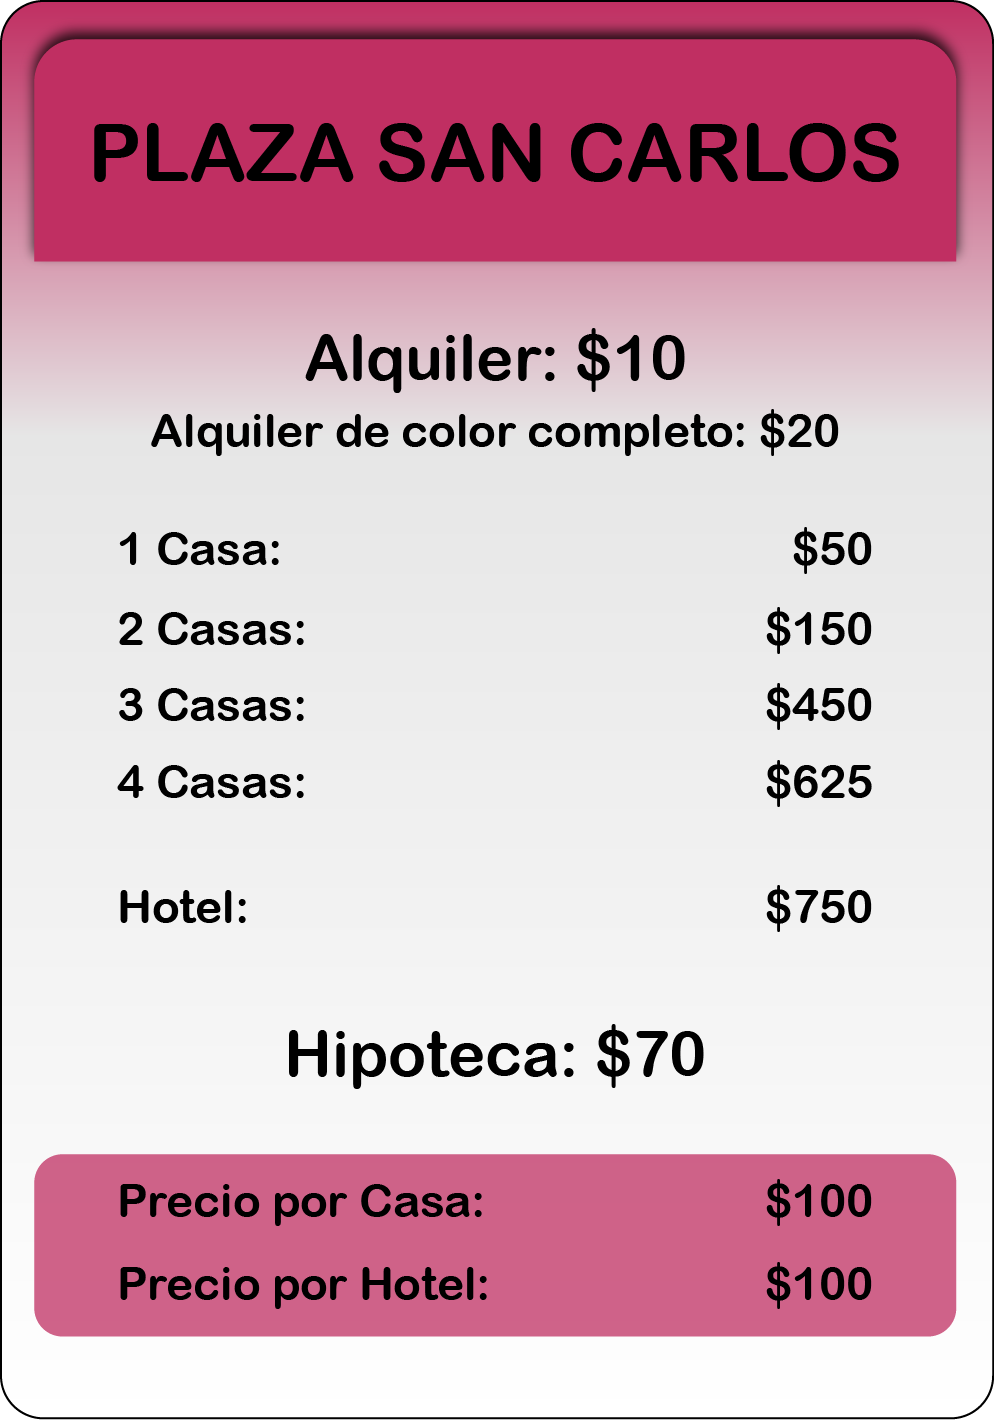 PLAZA SAN CARLOS
Alquiler: $10
Alquiler de color completo: $20
1 Casa: $50
2 Casas: $150
3 Casas: $450
4 Casas: $625
Hotel: $750
Hipoteca: $70
Precio por Casa: $100
Precio por Hotel: $100